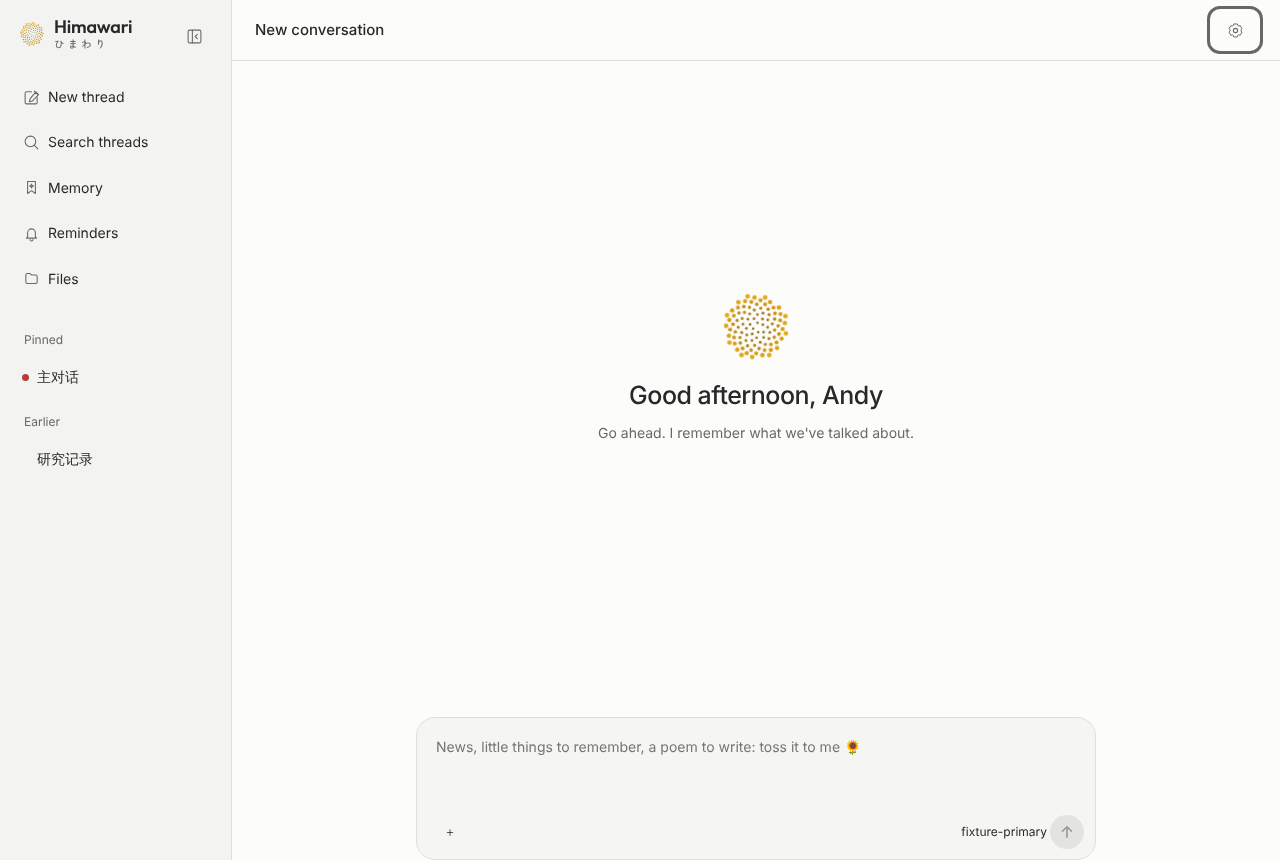 Himawari
ひまわり
New thread
Search threads
Memory
Reminders
Files
Pinned
主对话
Earlier
研究记录
New conversation
Good afternoon, Andy
Go ahead. I remember what we've talked about.
News, little things to remember, a poem to write: toss it to me 🌻
+
fixture-primary